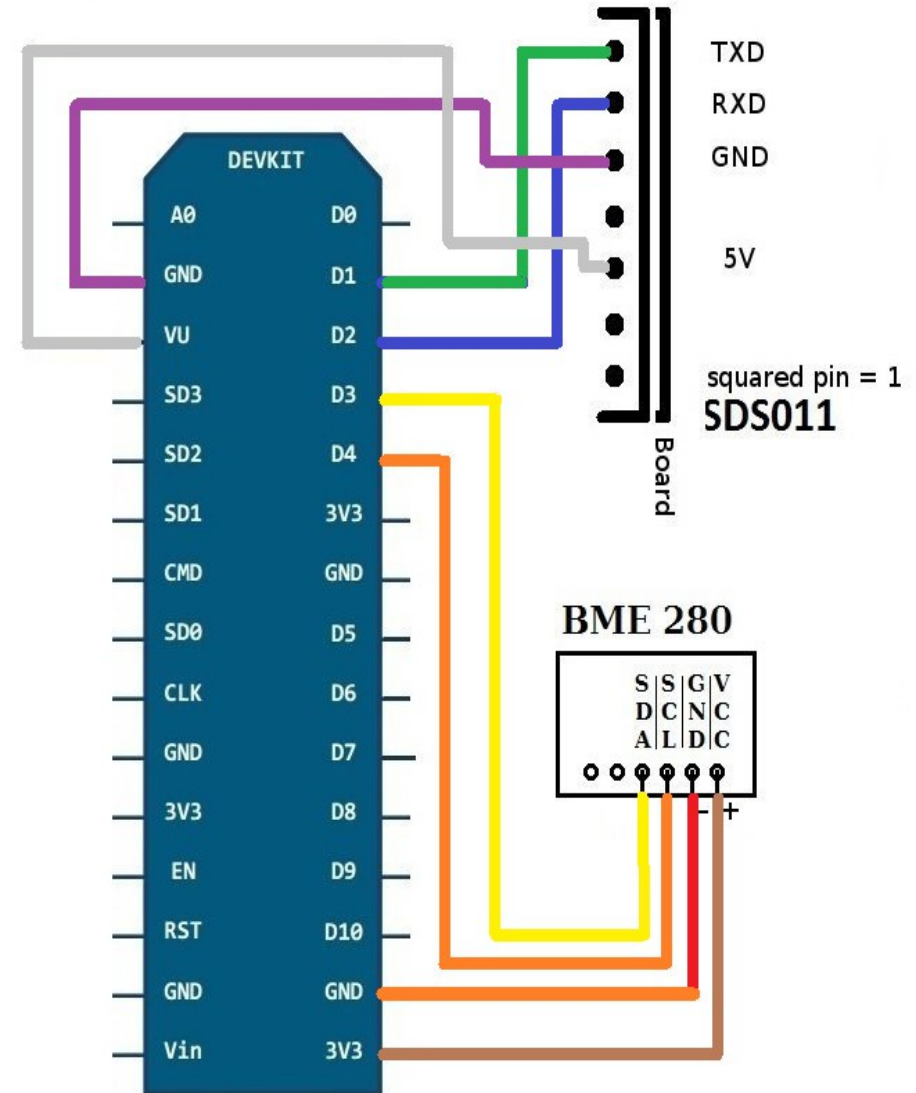 DEVKIT
A0 D0
GND D1
VU D2
SD3 D3
SD2 D4
SD1 3V3
CMD GND
SD0 D5
CLK D6
GND D7
3V3 D8
EN D9
RST D10
GND GND
Vin 3V3
TXD
RXD
GND
5V
squared pin = 1
SDS011
Board
BME 280
SDA|SCL|GND|VCC
- +